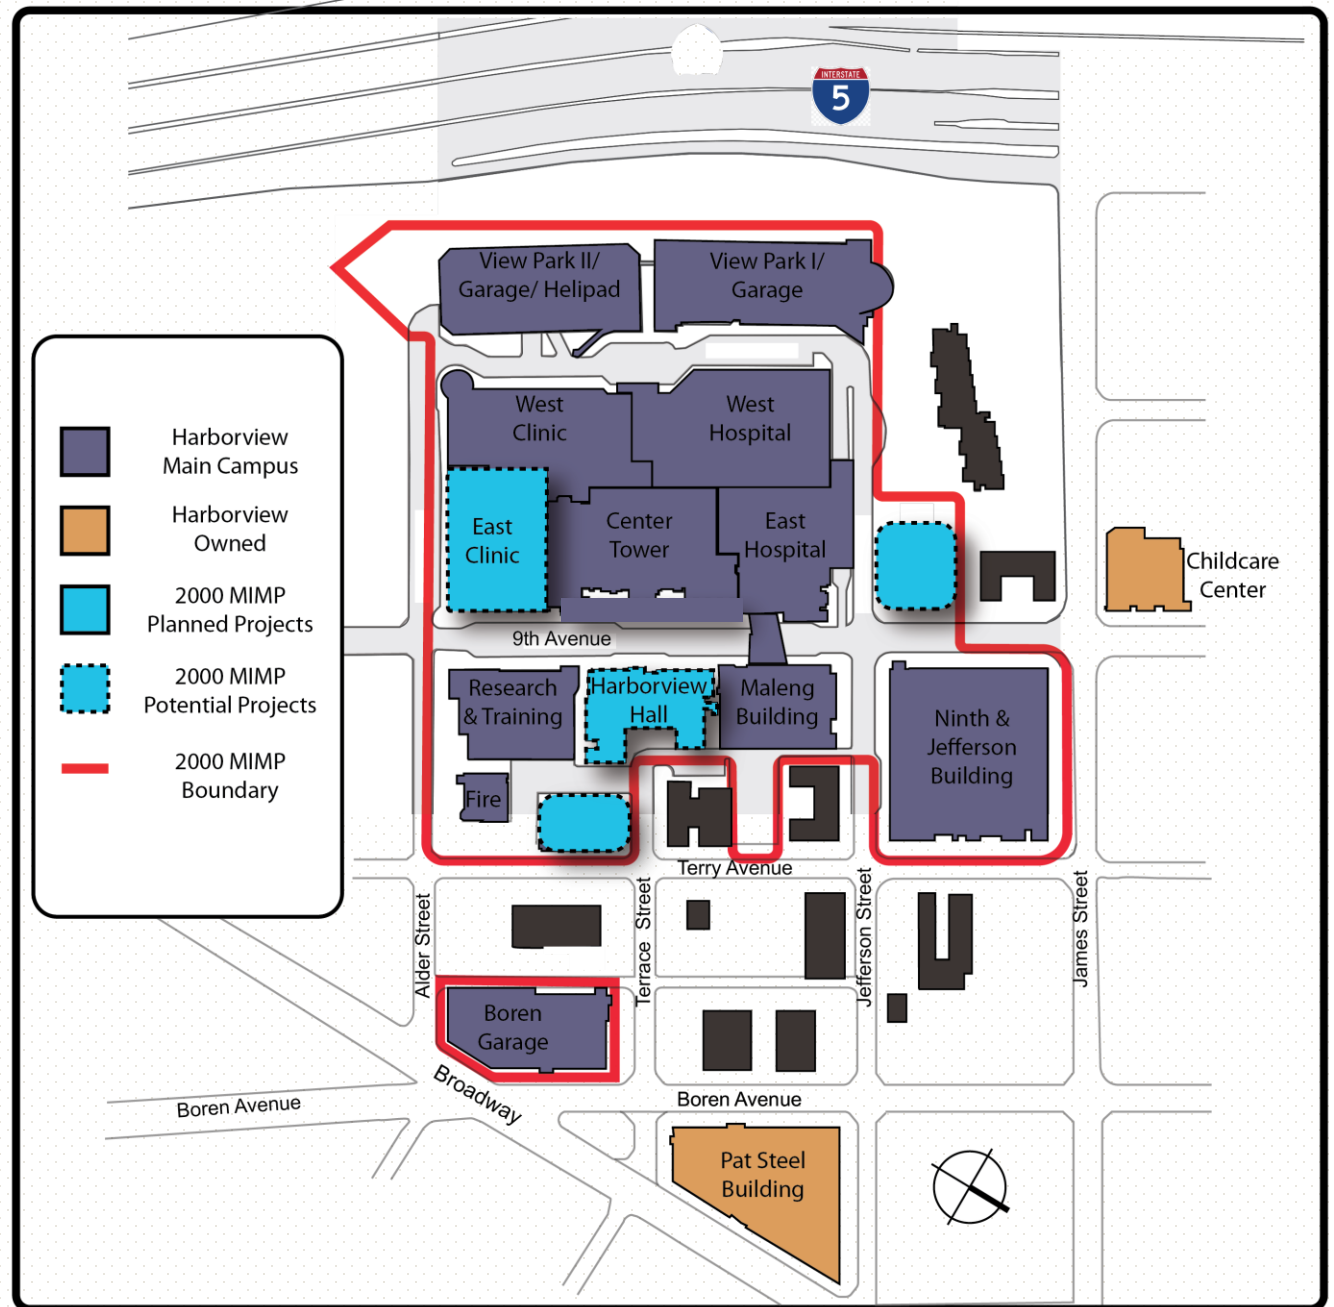 INTERSTATE
5
View Park II/
Garage/ Helipad
View Park I/
Garage
West
Clinic
West
Hospital
East
Clinic
Center
Tower
East
Hospital
Childcare
Center
9th Avenue
Research
& Training
Harborview
Hall
Maleng
Building
Ninth &
Jefferson
Building
Fire
Terry Avenue
Alder Street
Terrace Street
Jefferson Street
James Street
Boren
Garage
Broadway
Boren Avenue
Boren Avenue
Pat Steel
Building
Harborview
Main Campus
Harborview
Owned
2000 MIMP
Planned Projects
2000 MIMP
Potential Projects
2000 MIMP
Boundary